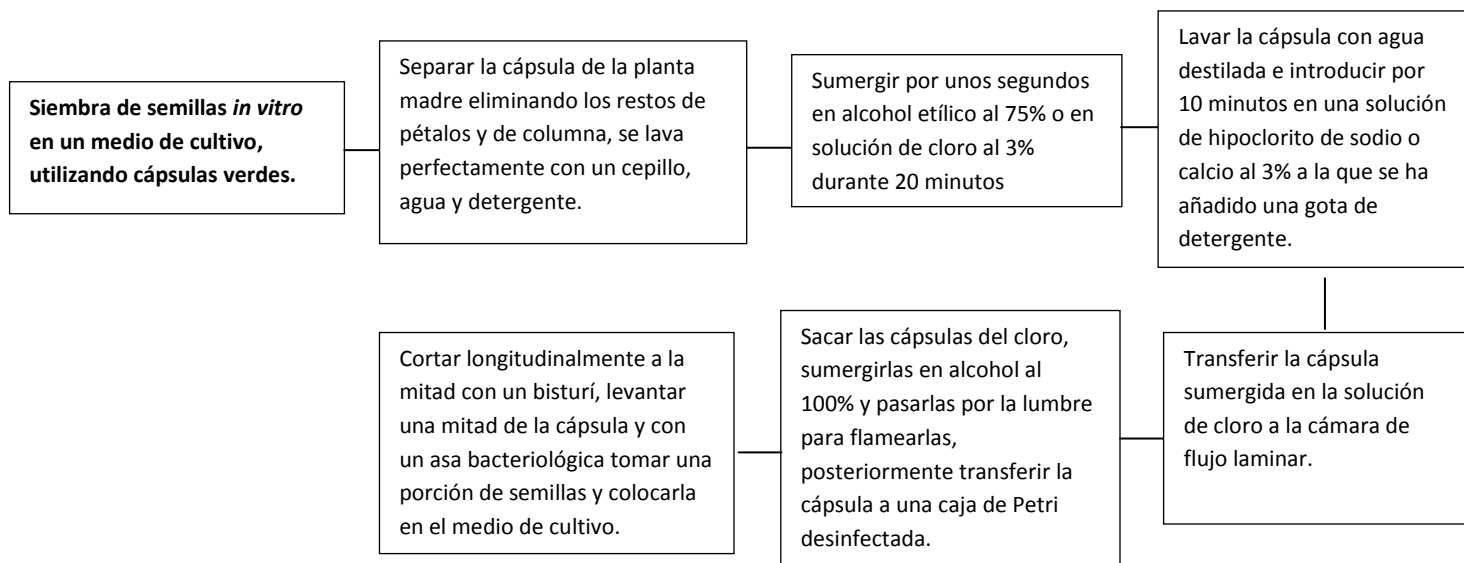 Siembra de semillas in vitro
en un medio de cultivo,
utilizando cápsulas verdes.
Separar la cápsula de la planta
madre eliminando los restos de
pétalos y de columna, se lava
perfectamente con un cepillo,
agua y detergente.
Sumergir por unos segundos
en alcohol etílico al 75% o en
solución de cloro al 3%
durante 20 minutos
Lavar la cápsula con agua
destilada e introducir por
10 minutos en una solución
de hipoclorito de sodio o
calcio al 3% a la que se ha
añadido una gota de
detergente.
Transferir la cápsula
sumergida en la solución
de cloro a la cámara de
flujo laminar.
Sacar las cápsulas del cloro,
sumergirlas en alcohol al
100% y pasarlas por la lumbre
para flamearlas,
posteriormente transferir la
cápsula a una caja de Petri
desinfectada.
Cortar longitudinalmente a la
mitad con un bisturí, levantar
una mitad de la cápsula y con
un asa bacteriológica tomar una
porción de semillas y colocarla
en el medio de cultivo.